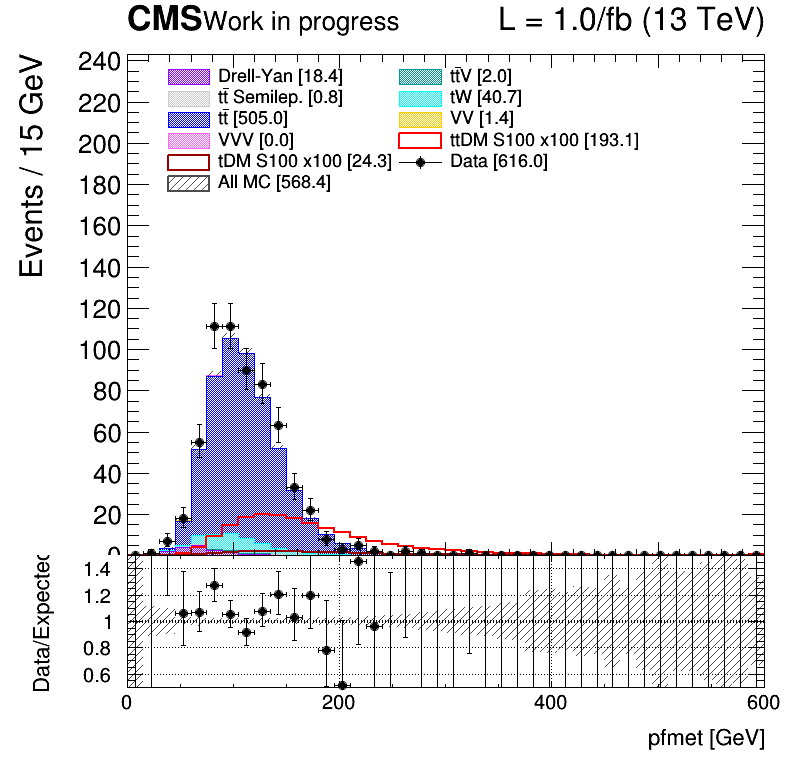 CMS Work in progress L = 1.0/fb (13 TeV)
Events / 15 GeV
240
220
200
180
160
140
120
100
80
60
40
20
0
Drell-Yan [18.4] tt̄V [2.0]
tt̄ Semilep. [0.8] tW [40.7]
tt̄ [505.0] VV [1.4]
VVV [0.0] ttDM S100 x100 [193.1]
tDM S100 x100 [24.3] Data [616.0]
All MC [568.4]
Data/Expected
1.4
1.2
1
0.8
0.6
0 200 400 600
pfmet [GeV]